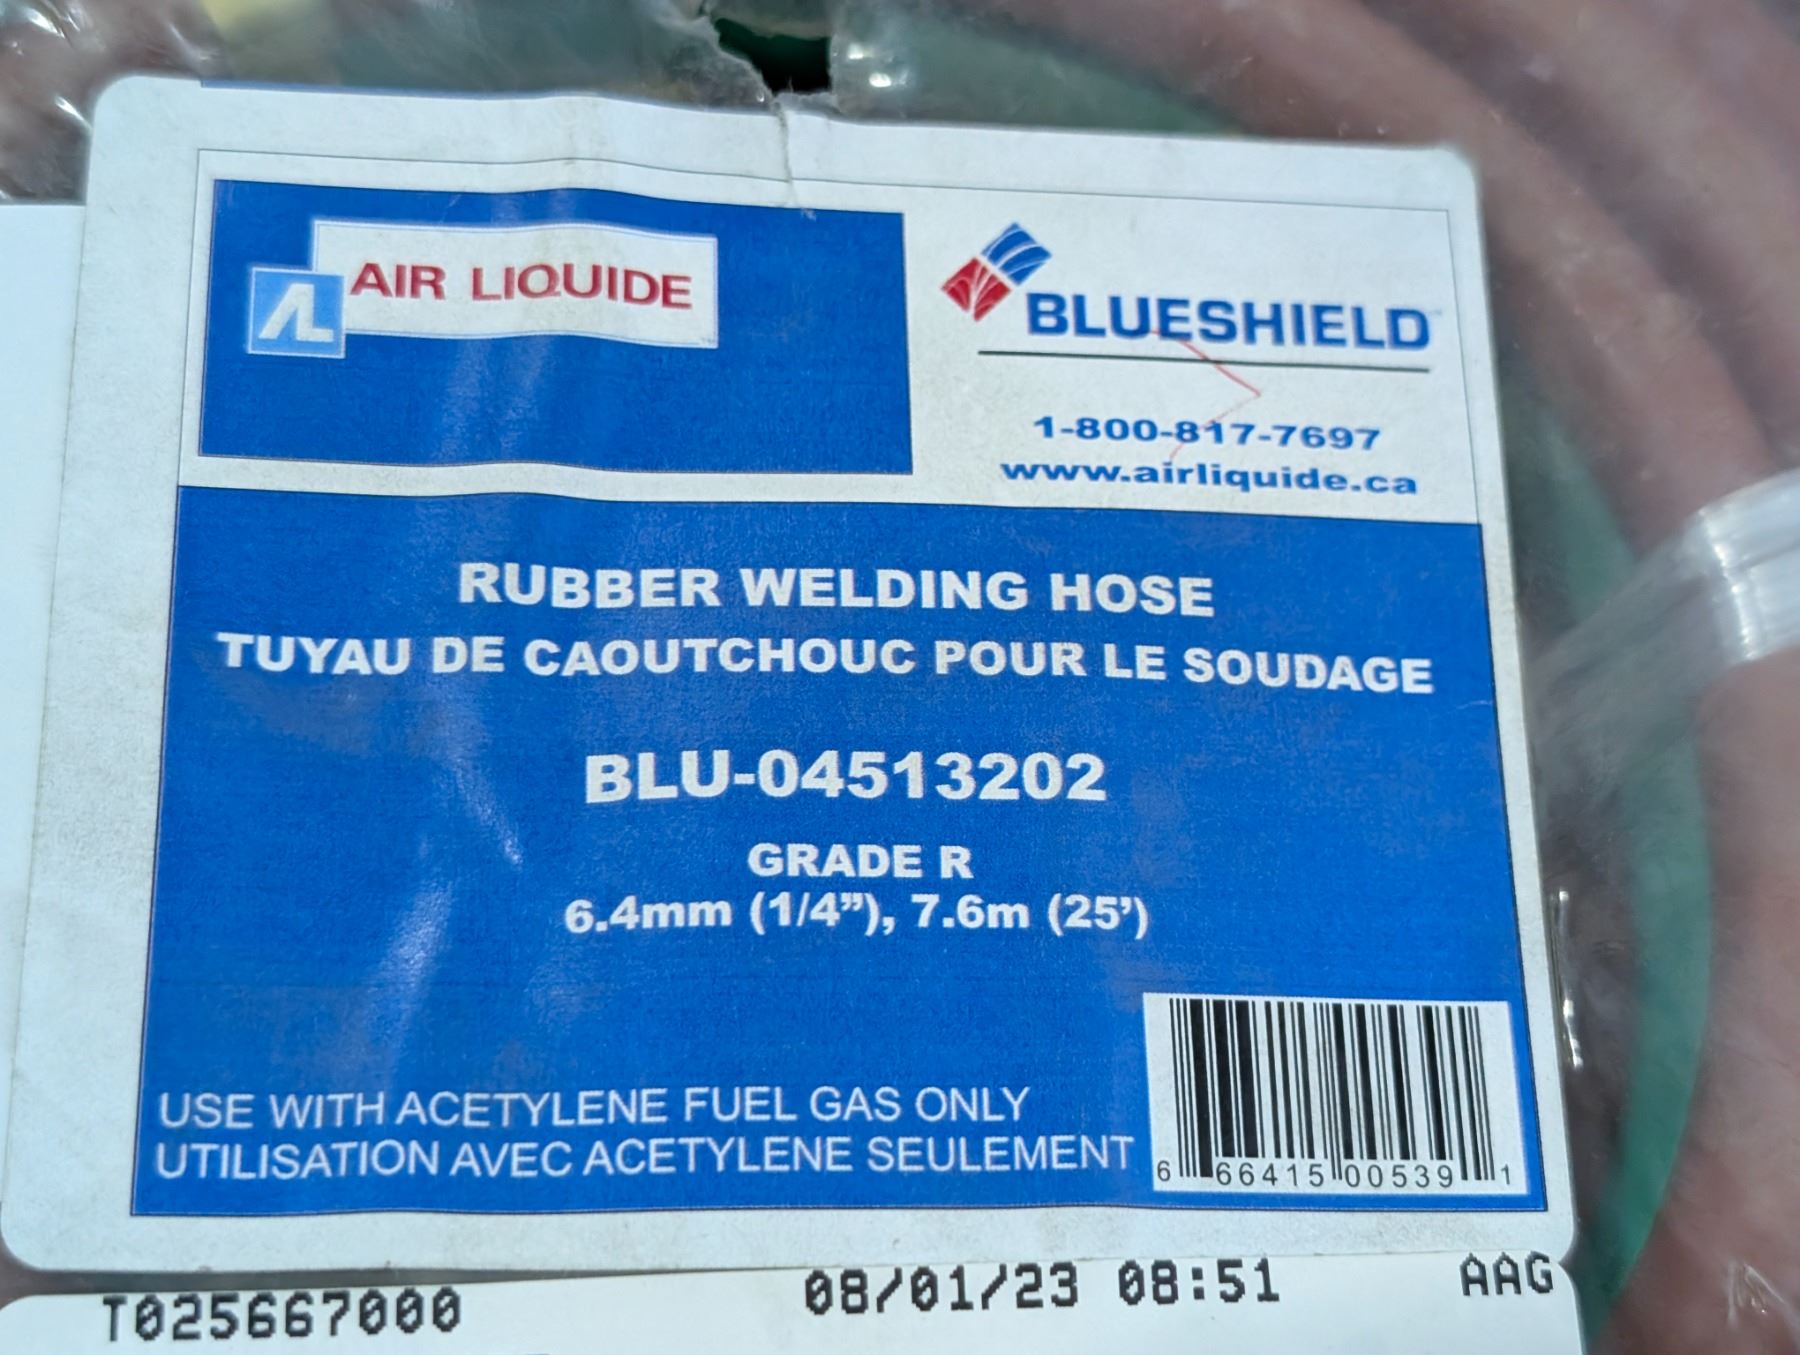 AIR LIQUIDE
BLUESHIELD
1-800-817-7697
www.airliquide.ca
RUBBER WELDING HOSE
TUYAU DE CAOUTCHOUC POUR LE SOUDAGE
BLU-04513202
GRADE R
6.4mm (1/4”), 7.6m (25’)
USE WITH ACETYLENE FUEL GAS ONLY
UTILISATION AVEC ACETYLENE SEULEMENT
6 66415 00539 1
T025667000 08/01/23 08:51 AAG